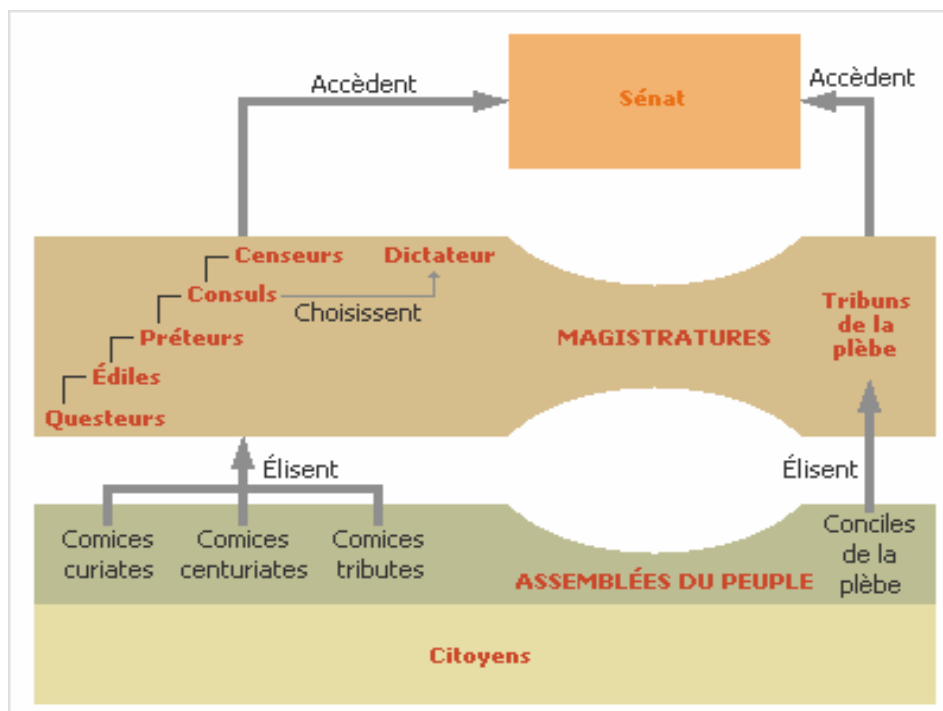 Accèdent
Accèdent
Sénat
Censeurs
Dictateur
Consuls
Choisissent
Préteurs
Édiles
Questeurs
MAGISTRATURES
Tribuns
de la
plèbe
Élisent
Élisent
Comices
curiates
Comices
centuriates
Comices
tributes
Conciles
de la
plèbe
ASSEMBLÉES DU PEUPLE
Citoyens